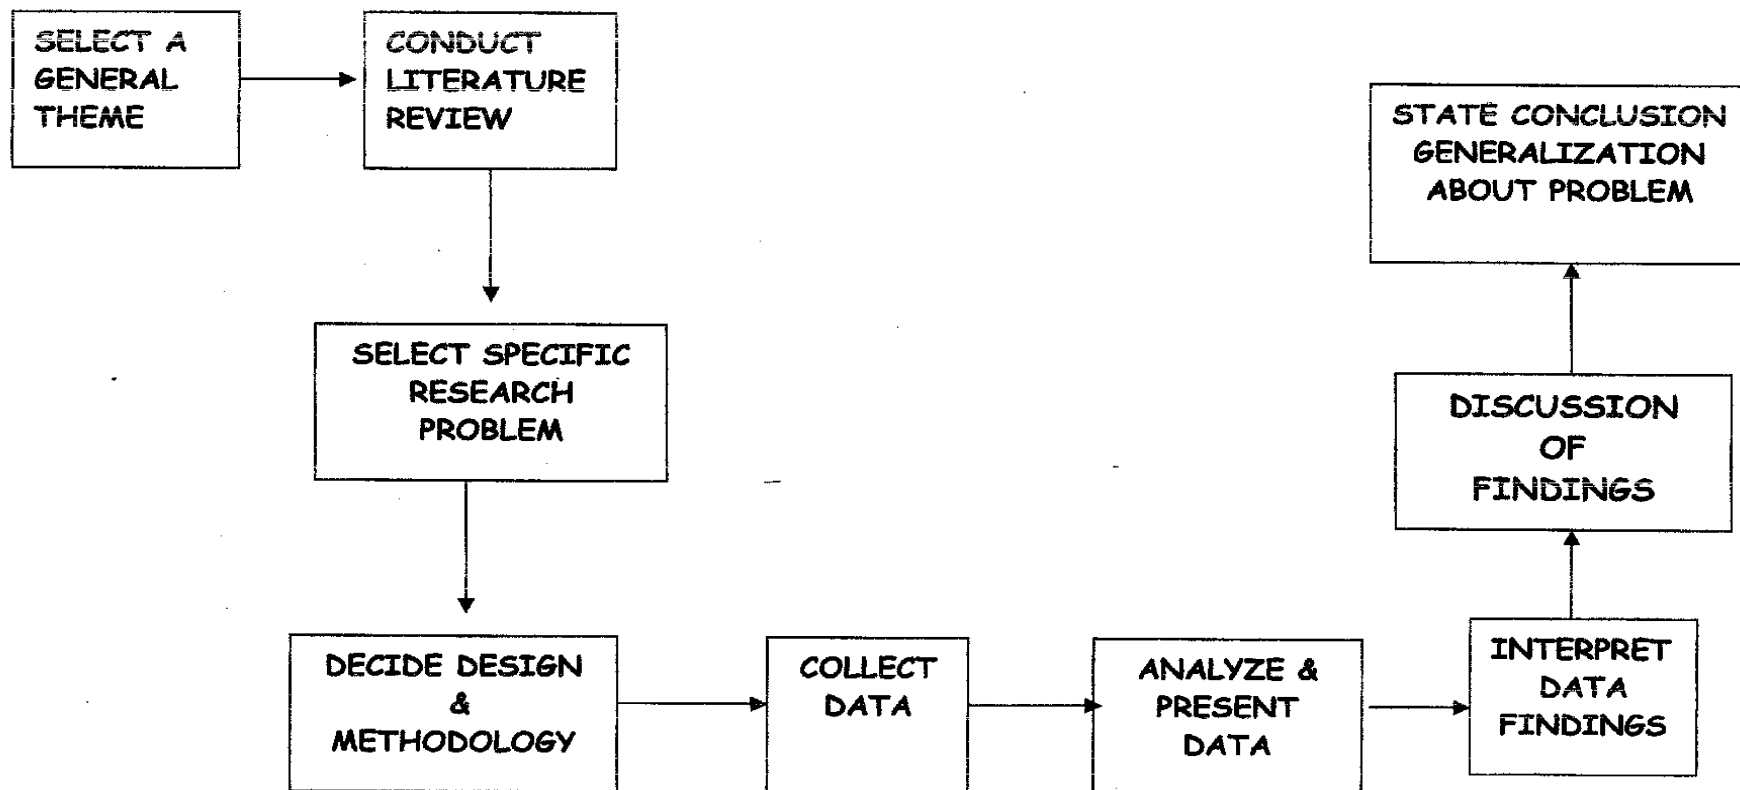 SELECT A
GENERAL
THEME
CONDUCT
LITERATURE
REVIEW
SELECT SPECIFIC
RESEARCH
PROBLEM
DECIDE DESIGN
&
METHODOLOGY
COLLECT
DATA
ANALYZE &
PRESENT
DATA
INTERPRET
DATA
FINDINGS
DISCUSSION
OF
FINDINGS
STATE CONCLUSION
GENERALIZATION
ABOUT PROBLEM